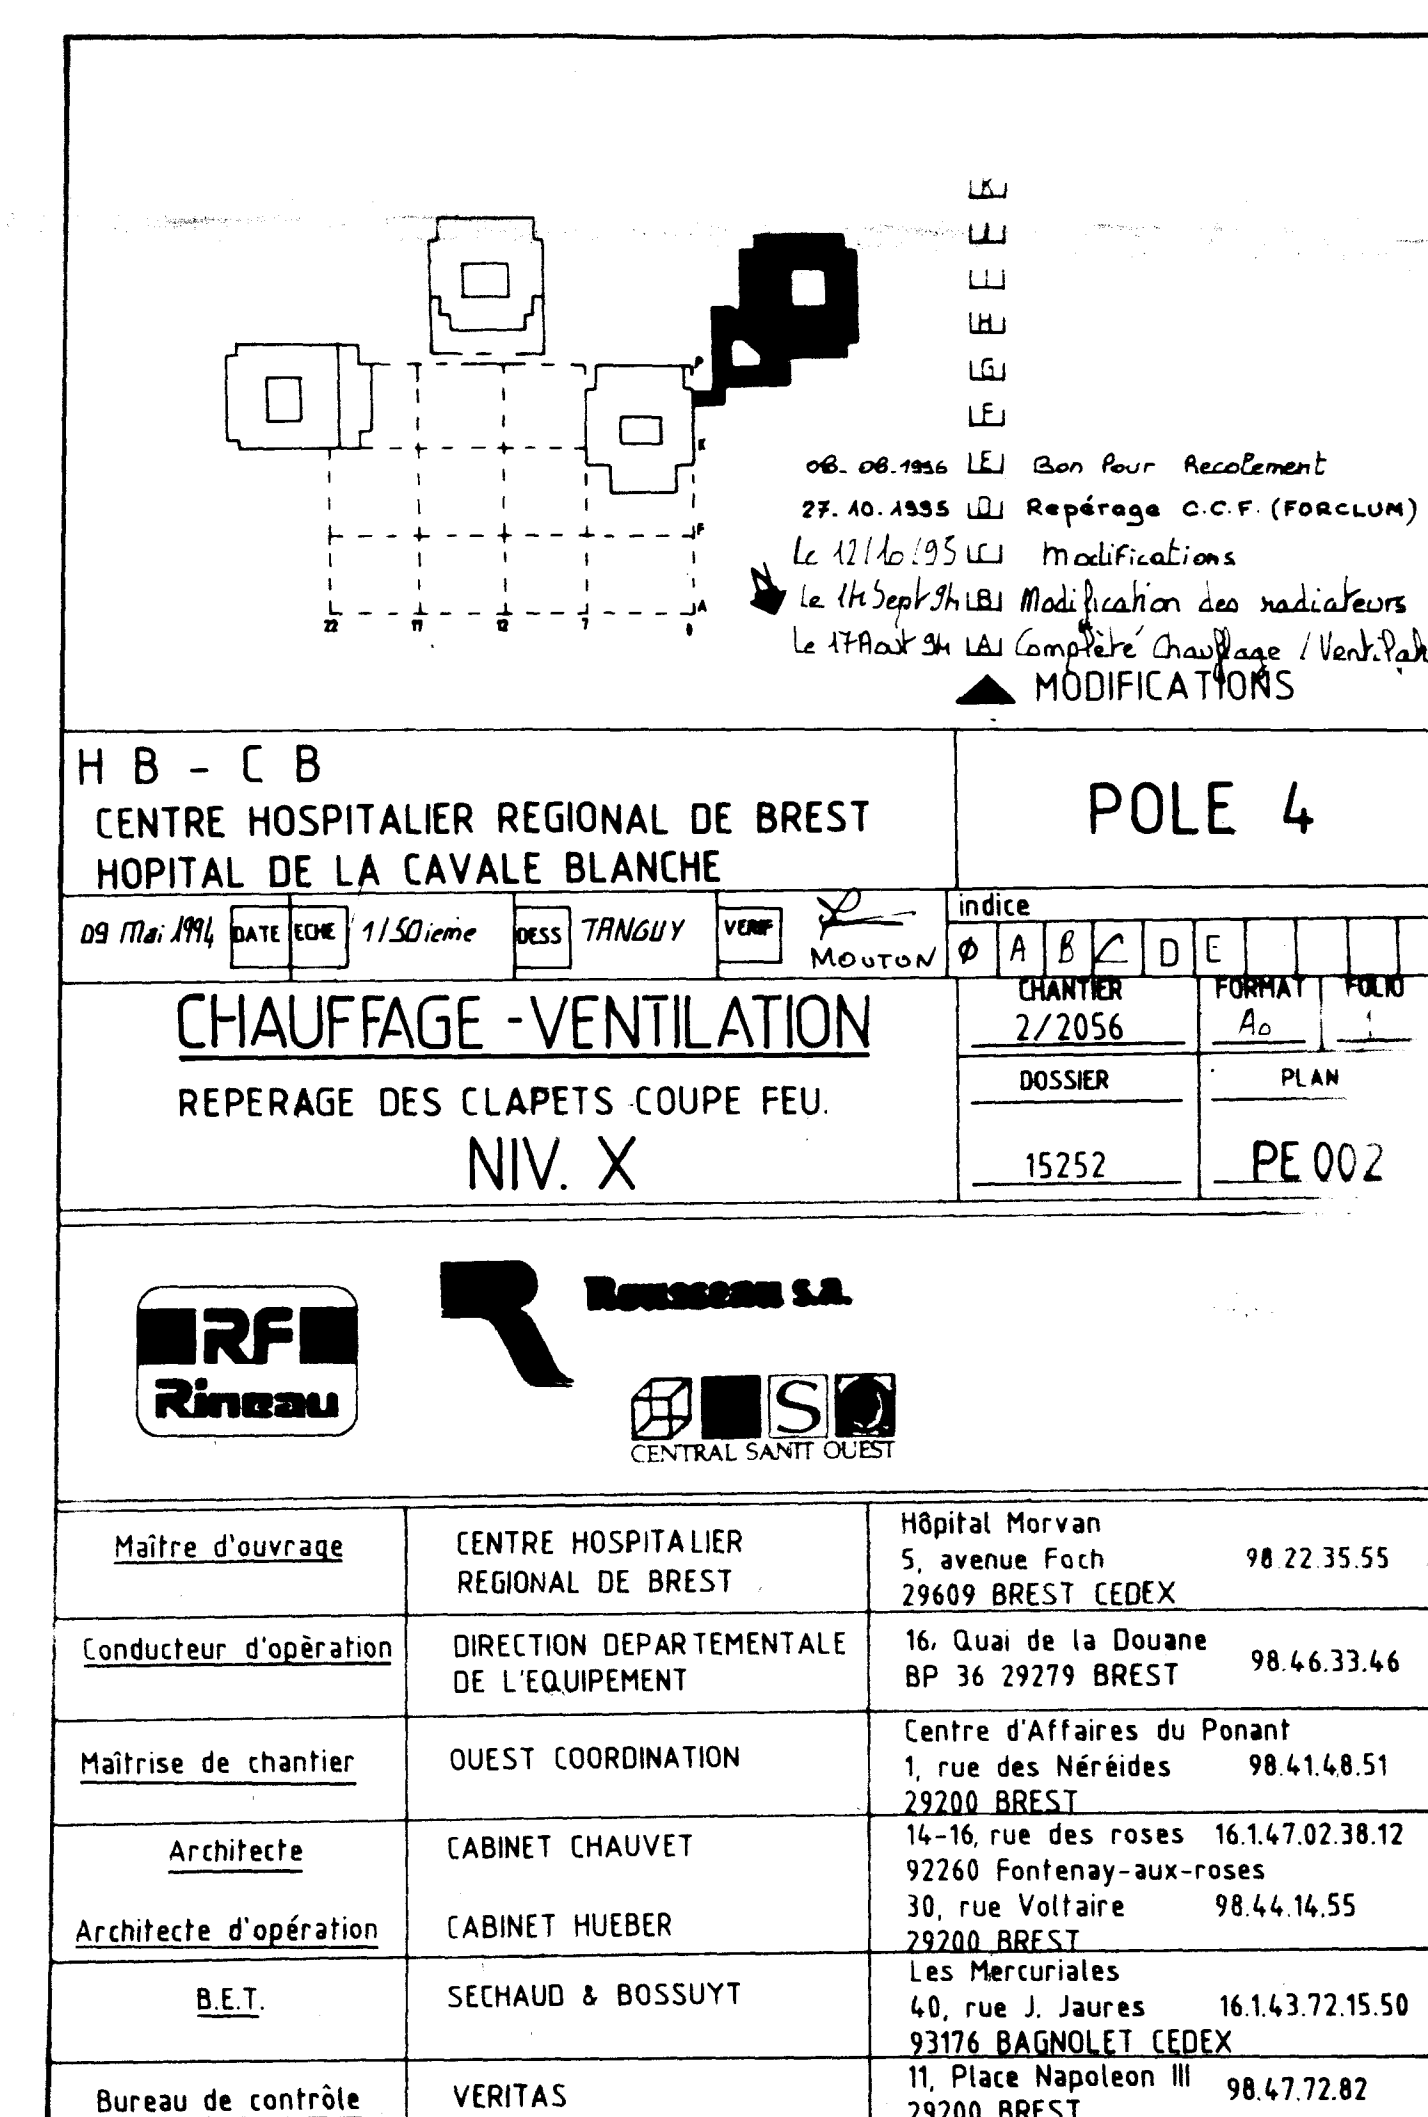 K
H
G
F
08-08-1996 E Bon Pour Recolement
27.10.1995 D Repérage C.C.F. (FORCLUM)
Le 12/10/95 C Modifications
Le 14 Sept 94 B Modification des radiateurs
Le 17 Aout 94 A Complèté Chauffage / Ventilat
MODIFICATIONS
P
K
F
A
22 17 12 7
H B - C B
CENTRE HOSPITALIER REGIONAL DE BREST
HOPITAL DE LA CAVALE BLANCHE
POLE 4
09 Mai 1994 DATE ECHE 1/50ieme DESS TANGUY VERIF MOUTON
indice
Ø A B C D E
CHAUFFAGE - VENTILATION
REPERAGE DES CLAPETS COUPE FEU.
NIV. X
CHANTIER FORMAT FOLIO
2/2056 A0 1
DOSSIER PLAN
15252 PE 002
RF
Rineau
Rousseau s.a.
S
CENTRAL SANIT OUEST
Maître d'ouvrage
CENTRE HOSPITALIER
REGIONAL DE BREST
Hôpital Morvan
5, avenue Foch 98.22.35.55
29609 BREST CEDEX
Conducteur d'opèration
DIRECTION DEPARTEMENTALE
DE L'EQUIPEMENT
16, Quai de la Douane
BP 36 29279 BREST 98.46.33.46
Maîtrise de chantier
OUEST COORDINATION
Centre d'Affaires du Ponant
1, rue des Néréides 98.41.48.51
29200 BREST
Architecte
CABINET CHAUVET
14-16, rue des roses 16.1.47.02.38.12
92260 Fontenay-aux-roses
Architecte d'opération
CABINET HUEBER
30, rue Voltaire 98.44.14.55
29200 BREST
B.E.T.
SECHAUD & BOSSUYT
Les Mercuriales
40, rue J. Jaures 16.1.43.72.15.50
93176 BAGNOLET CEDEX
Bureau de contrôle
VERITAS
11, Place Napoleon III 98.47.72.82
29200 BREST